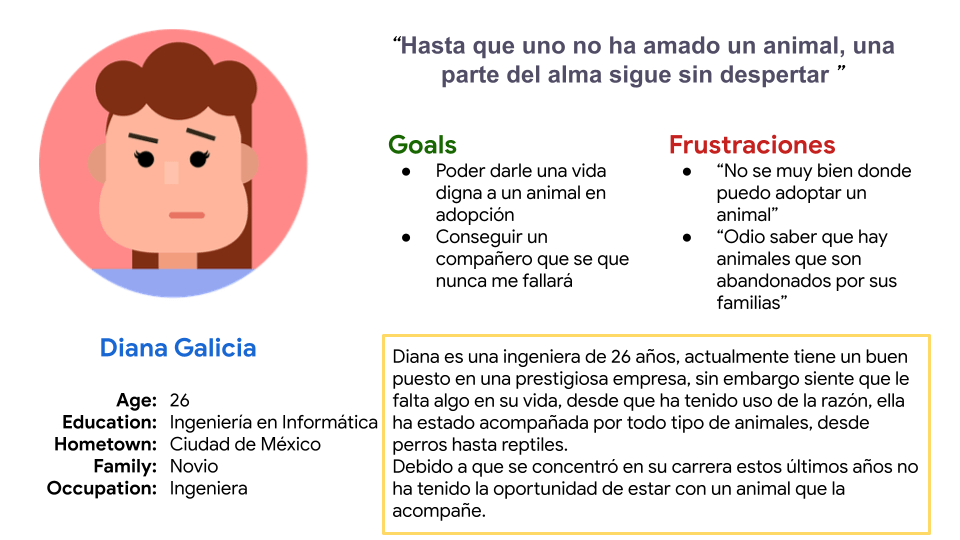 “Hasta que uno no ha amado un animal, una
parte del alma sigue sin despertar ”
Goals
● Poder darle una vida
digna a un animal en
adopción
● Conseguir un
compañero que se que
nunca me fallará
Frustraciones
● “No se muy bien donde
puedo adoptar un
animal”
● “Odio saber que hay
animales que son
abandonados por sus
familias”
Diana Galicia
Age: 26
Education: Ingeniería en Informática
Hometown: Ciudad de México
Family: Novio
Occupation: Ingeniera
Diana es una ingeniera de 26 años, actualmente tiene un buen
puesto en una prestigiosa empresa, sin embargo siente que le
falta algo en su vida, desde que ha tenido uso de la razón, ella
ha estado acompañada por todo tipo de animales, desde
perros hasta reptiles.
Debido a que se concentró en su carrera estos últimos años no
ha tenido la oportunidad de estar con un animal que la
acompañe.